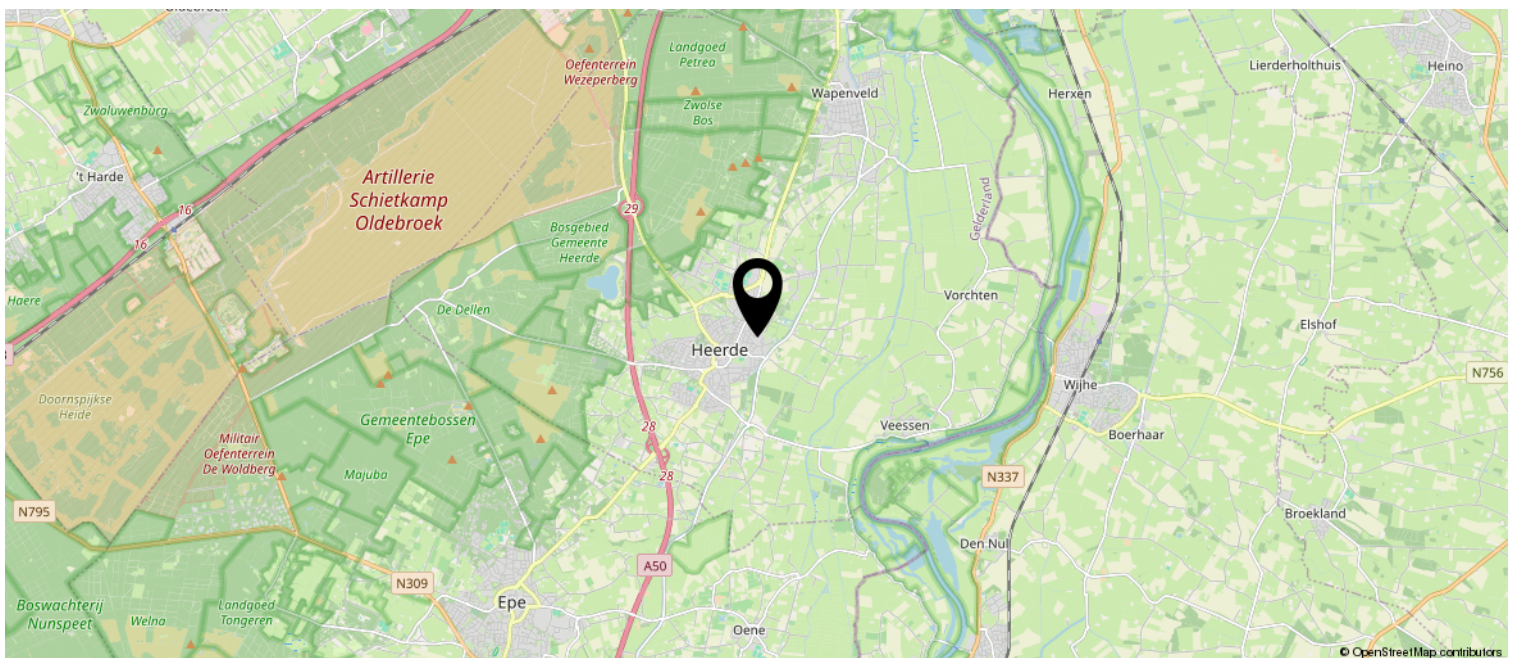 Oldebroek
Landgoed
Petrea
Oefenterrein
Wezeperberg
Lierderholthuis
Heino
Zwaluwenburg
Zwolse
Bos
Wapenveld
Herxen
't Harde
Artillerie
Schietkamp
Oldebroek
16
29
16
Gelderland
Bosgebied
Gemeente
Heerde
Haere
De Dellen
Vorchten
Elshof
Heerde
N756
Wijhe
Doornspijkse
Heide
Gemeentebossen
Epe
Veessen
28
Boerhaar
Militair
Oefenterrein
De Woldberg
Majuba
28
N337
N795
Broekland
Den Nul
A50
N309
Epe
Boswachterij
Nunspeet
Landgoed
Tongeren
Welna
Oene
© OpenStreetMap contributors